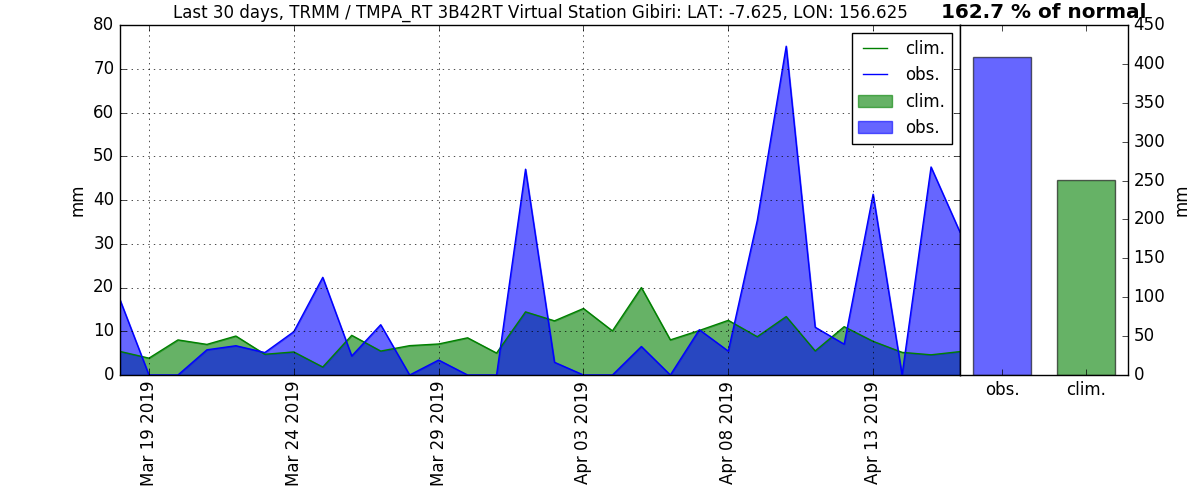 Last 30 days, TRMM / TMPA_RT 3B42RT Virtual Station Gibiri: LAT: -7.625, LON: 156.625
162.7 % of normal
80
70
60
50
40
30
20
10
0
mm
clim.
obs.
clim.
obs.
450
400
350
300
250
200
150
100
50
0
mm
Mar 19 2019
Mar 24 2019
Mar 29 2019
Apr 03 2019
Apr 08 2019
Apr 13 2019
obs.
clim.